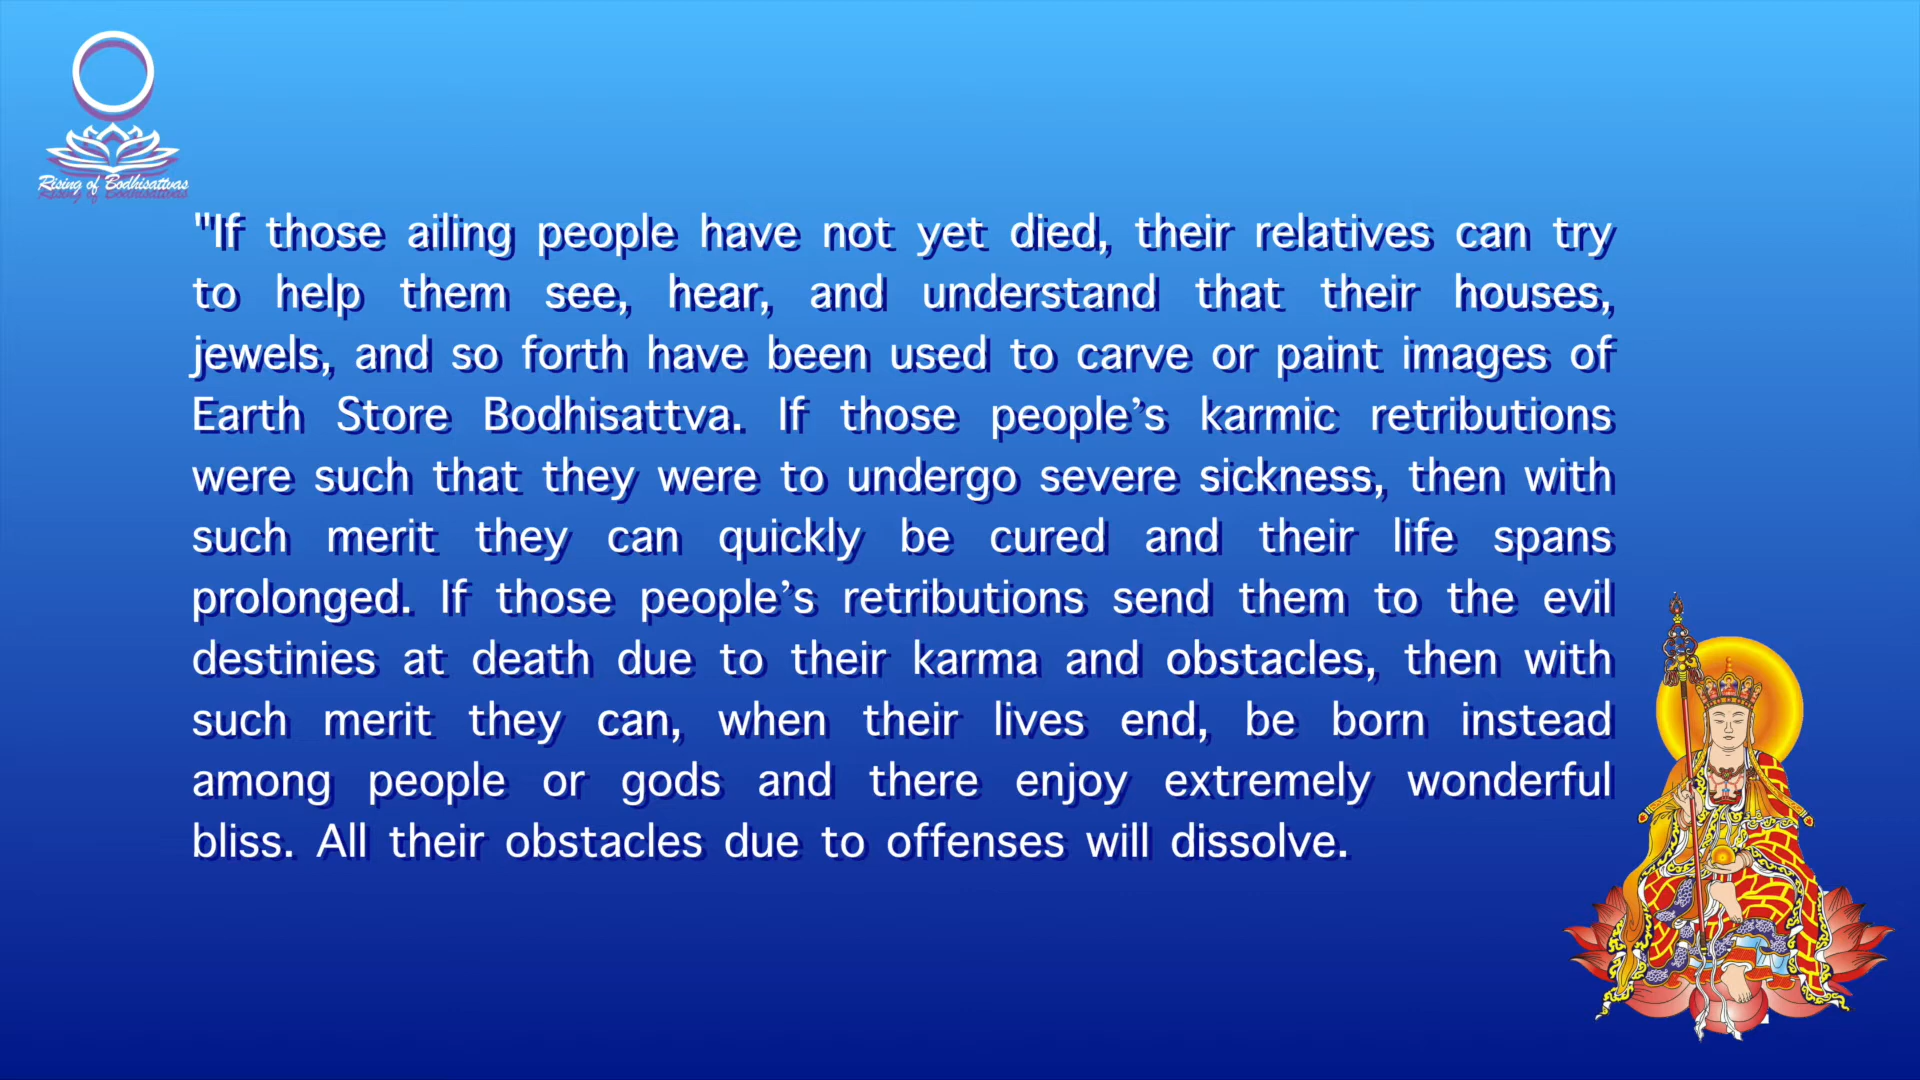 Rising of Bodhisattvas
"If those ailing people have not yet died, their relatives can try
to help them see, hear, and understand that their houses,
jewels, and so forth have been used to carve or paint images of
Earth Store Bodhisattva. If those people’s karmic retributions
were such that they were to undergo severe sickness, then with
such merit they can quickly be cured and their life spans
prolonged. If those people’s retributions send them to the evil
destinies at death due to their karma and obstacles, then with
such merit they can, when their lives end, be born instead
among people or gods and there enjoy extremely wonderful
bliss. All their obstacles due to offenses will dissolve.